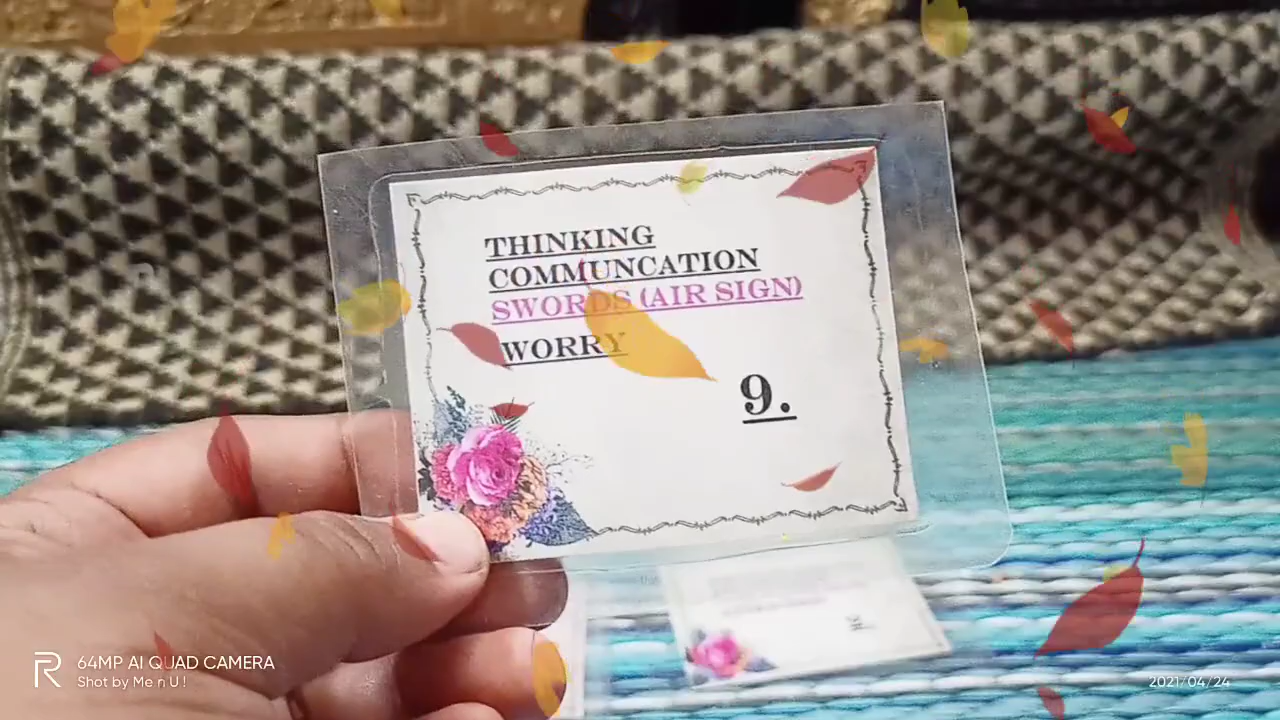 THINKING
COMMUNCATION
SWORDS (AIR SIGN)
WORRY
9.
64MP AI QUAD CAMERA
Shot by Me n U!
2021/04/24